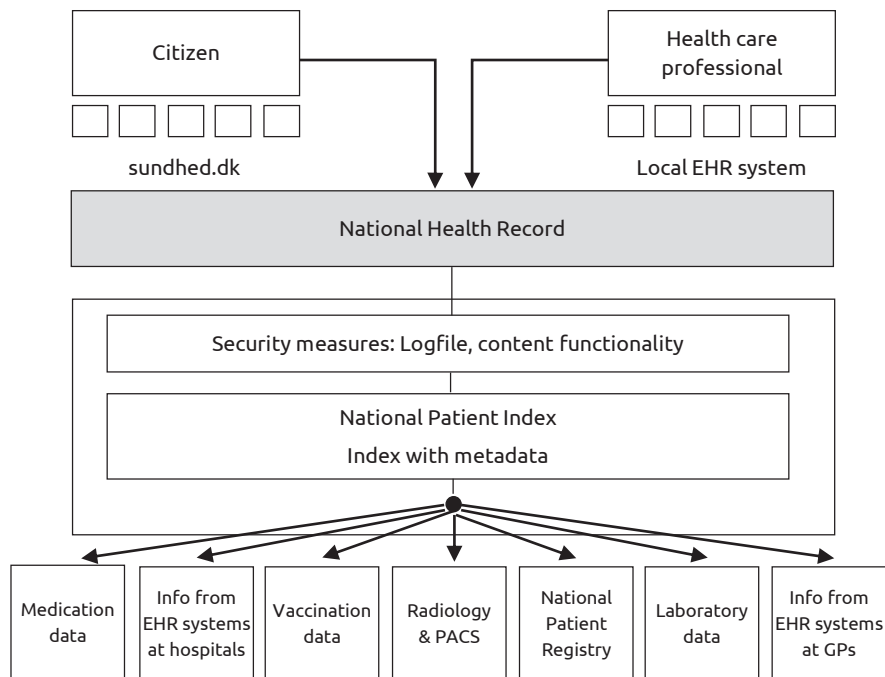 Citizen
Health care
professional
sundhed.dk
Local EHR system
National Health Record
Security measures: Logfile, content functionality
National Patient Index
Index with metadata
Medication
data
Info from
EHR systems
at hospitals
Vaccination
data
Radiology
& PACS
National
Patient
Registry
Laboratory
data
Info from
EHR systems
at GPs